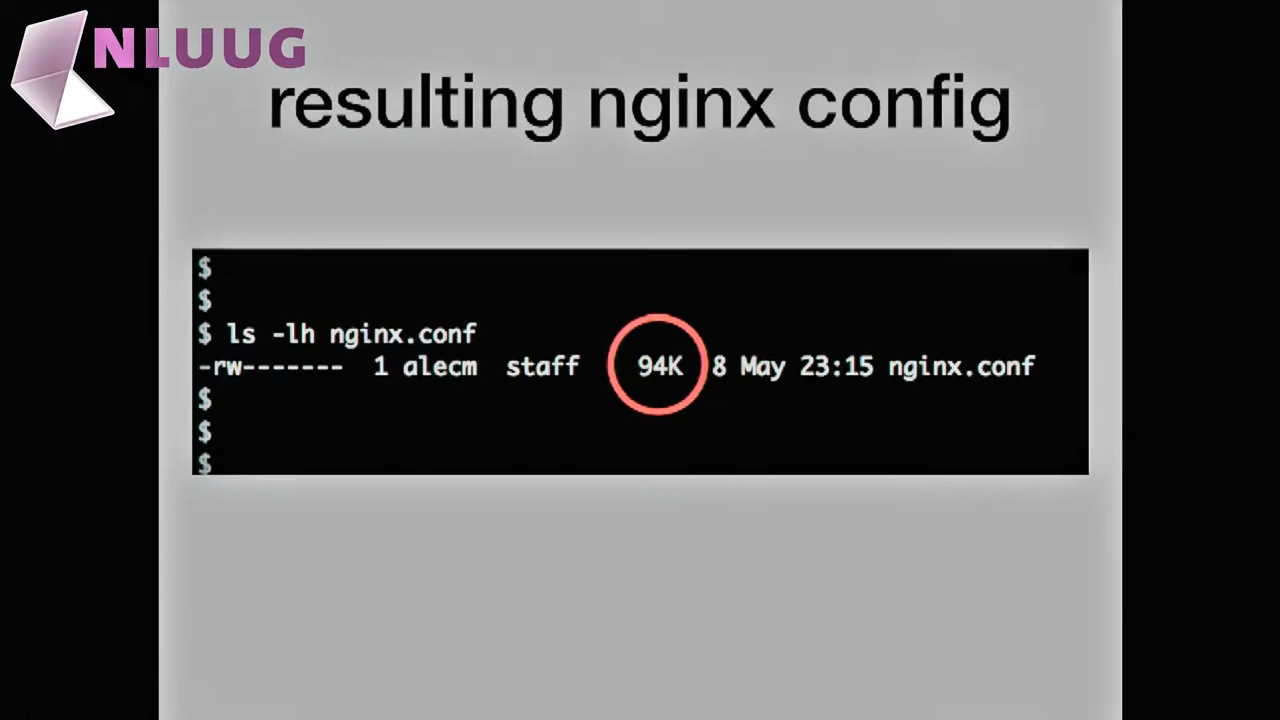 NLUUG
resulting nginx config
$
$
$ ls -lh nginx.conf
-rw------- 1 alecm staff 94K 8 May 23:15 nginx.conf
$
$
$